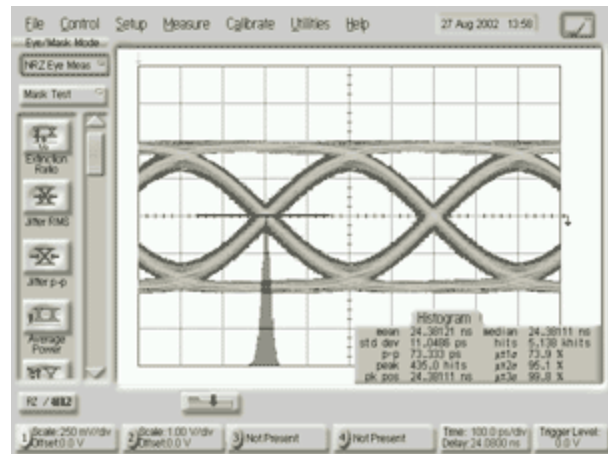 File Control Setup Measure Calibrate Utilities Help 27 Aug 2002 13:50
Eye/Mask Mode
NRZ Eye Meas
Mask Test
Extinction
Ratio
Jitter RMS
Jitter p-p
Average
Power
Histogram
mean 24.38121 ns median 24.38111 ns
std dev 11.0486 ps hits 5.138 khits
p-p 73.333 ps µ±1σ 73.9 %
peak 435.0 hits µ±2σ 95.1 %
pk pos 24.38111 ns µ±3σ 99.8 %
RZ / NRZ
1) Scale: 250 mV/div 2) Scale: 1.00 V/div 3) Not Present 4) Not Present Time: 100.0 ps/div Trigger Level:
Offset: 0.0 V Offset: 0.0 V Delay: 24.0800 ns 0.0 V